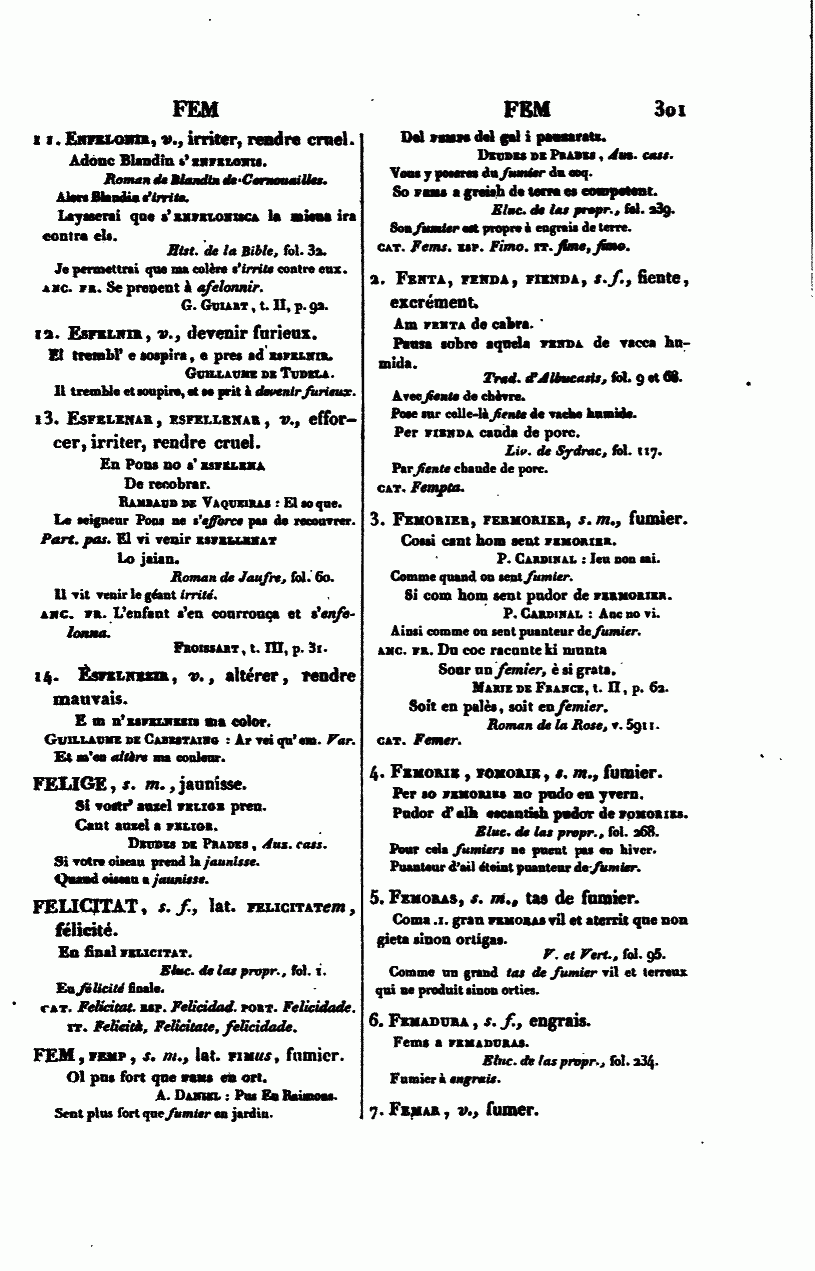 FEM
11. Enfelonir, v., irriter, rendre cruel.
Adonc Blandin s'enfelonis.
Roman de Blandin de Cornouailles.
Alors Blandin s'irrita.
Laysserai que s'enfelonisca la miena ira
contra els.
Hist. de la Bible, fol. 32.
Je permettrai que ma colère s'irrite contre eux.
anc. fr. Se prenent à afelonnir.
G. Guiart, t. II, p. 92.
12. Esfelnir, v., devenir furieux.
El trembl' e sospira, e pres ad esfelnir.
Guillaume de Tudela.
Il tremble et soupire, et se prit à devenir furieux.
13. Esfelenar, esfellenar, v., effor-
cer, irriter, rendre cruel.
En Pons no s'esfelena
De recobrar.
Rambaud de Vaqueiras : El so que.
Le seigneur Pons ne s'efforce pas de recouvrer.
Part. pas. El vi venir esfellenat
Lo jaian.
Roman de Jaufre, fol. 60.
Il vit venir le géant irrité.
anc. fr. L'enfant s'en courrouça et s'enfe-
lonna.
Froissart, t. III, p. 31.
14. Esfelnezir, v., altérer, rendre
mauvais.
E m n'esfelnezis ma color.
Guillaume de Cabestaing : Ar vei qu'em. Var.
Et m'en altère ma couleur.
FELIGE, s. m., jaunisse.
Si vostr' auzel felige pren.
Cant auzel a felige.
Deudes de Prades, Aus. cass.
Si votre oiseau prend la jaunisse.
Quand oiseau a jaunisse.
FELICITAT, s. f., lat. felicitatem,
félicité.
En final felicitat.
Eluc. de las propr., fol. 1.
En félicité finale.
cat. Felicitat. esp. Felicidad. port. Felicidade.
it. Felicità, Felicitate, felicidade.
FEM, femp, s. m., lat. fimus, fumier.
Ol pus fort que fems en ort.
A. Daniel : Pus En Raimons.
Sent plus fort que fumier en jardin.
FEM 301
Del femps del gal i pausaratz.
Deudes de Prades, Aus. cass.
Vous y poserez du fumier du coq.
So fems a greish de terra es competent.
Eluc. de las propr., fol. 239.
Son fumier est propre à engrais de terre.
cat. Fems. esp. Fimo. it. fime, fimo.
2. Fenta, fenda, fienda, s. f., fiente,
excrément.
Am fenta de cabra.
Pausa sobre aquela fenda de vacca hu-
mida.
Trad. d'Albucasis, fol. 9 et 68.
Avec fiente de chèvre.
Pose sur celle-là fiente de vache humide.
Per fienda cauda de porc.
Liv. de Sydrac, fol. 117.
Par fiente chaude de porc.
cat. Fempta.
3. Femorier, fermorier, s. m., fumier.
Cossi cant hom sent femorier.
P. Cardinal : Ieu non sai.
Comme quand on sent fumier.
Si com hom sent pudor de fermorier.
P. Cardinal : Anc no vi.
Ainsi comme on sent puanteur de fumier.
anc. fr. Du coc racunte ki munta
Sour un femier, è si grata.
Marie de France, t. II, p. 62.
Soit en palès, soit en femier.
Roman de la Rose, v. 5911.
cat. Femer.
4. Femorie, fomorie, s. m., fumier.
Per so femories no pudo en yvern.
Pudor d'alh escantish pudor de fomories.
Eluc. de las propr., fol. 268.
Pour cela fumiers ne puent pas en hiver.
Puanteur d'ail éteint puanteur de fumier.
5. Femoras, s. m., tas de fumier.
Coma .i. gran femoras vil et aterrit que non
gieta sinon ortigas.
V. et Vert., fol. 95.
Comme un grand tas de fumier vil et terreux
qui ne produit sinon orties.
6. Femadura, s. f., engrais.
Fems a femaduras.
Eluc. de las propr., fol. 234.
Fumier à engrais.
7. Femar, v., fumer.